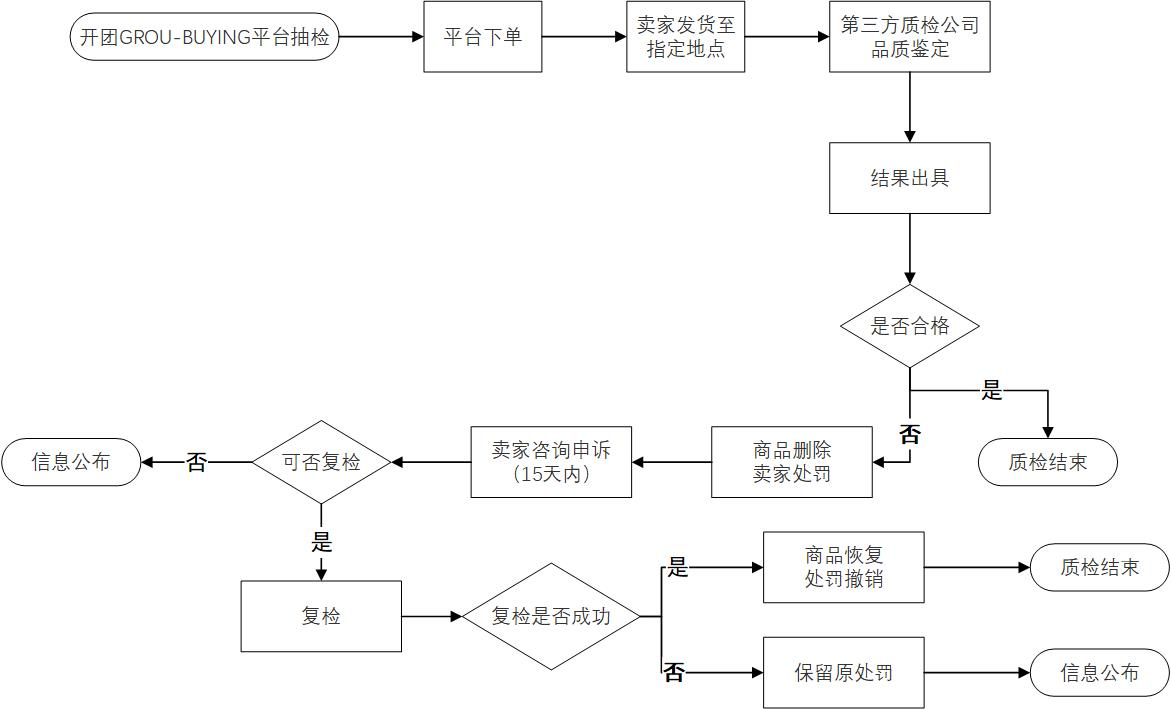 开团GROU-BUYING平台抽检
平台下单
卖家发货至
指定地点
第三方质检公司
品质鉴定
结果出具
是否合格
是
否
质检结束
商品删除
卖家处罚
卖家咨询申诉
（15天内）
可否复检
否
信息公布
是
复检
复检是否成功
是
商品恢复
处罚撤销
质检结束
否
保留原处罚
信息公布